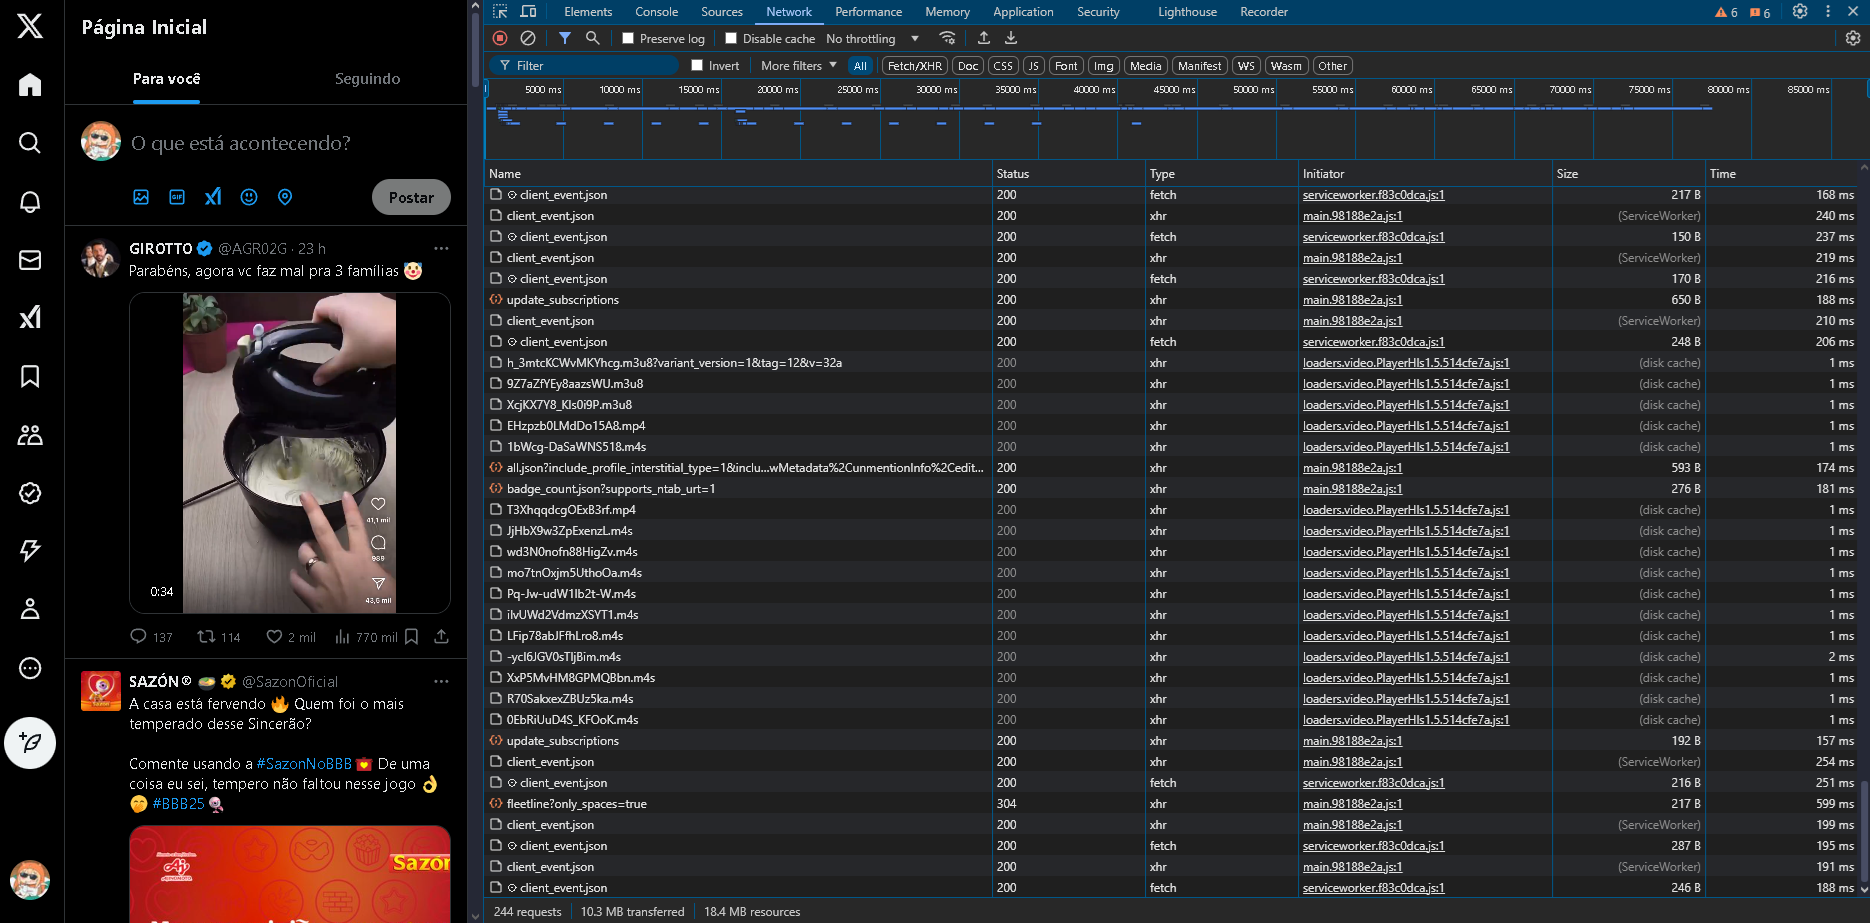 Página Inicial
Para você
Seguindo
O que está acontecendo?
GIF
Postar
GIROTTO @AGR02G · 23 h
Parabéns, agora vc faz mal pra 3 famílias 🤡
41,1 mil
988
43,6 mil
0:34
137 114 2 mil 770 mil
SAZÓN® @SazonOficial
A casa está fervendo 🔥 Quem foi o mais
temperado desse Sincerão?
Comente usando a #SazonNoBBB De uma
coisa eu sei, tempero não faltou nesse jogo 👌
🤭 #BBB25
AJINOMOTO
Sazón
Elements Console Sources Network Performance Memory Application Security Lighthouse Recorder 6 6
Preserve log Disable cache No throttling
Filter Invert More filters All Fetch/XHR Doc CSS JS Font Img Media Manifest WS Wasm Other
5000 ms 10000 ms 15000 ms 20000 ms 25000 ms 30000 ms 35000 ms 40000 ms 45000 ms 50000 ms 55000 ms 60000 ms 65000 ms 70000 ms 75000 ms 80000 ms 85000 ms
Name Status Type Initiator Size Time
client_event.json 200 fetch serviceworker.f83c0dca.js:1 217 B 168 ms
client_event.json 200 xhr main.98188e2a.js:1 (ServiceWorker) 240 ms
client_event.json 200 fetch serviceworker.f83c0dca.js:1 150 B 237 ms
client_event.json 200 xhr main.98188e2a.js:1 (ServiceWorker) 219 ms
client_event.json 200 fetch serviceworker.f83c0dca.js:1 170 B 216 ms
update_subscriptions 200 xhr main.98188e2a.js:1 650 B 188 ms
client_event.json 200 xhr main.98188e2a.js:1 (ServiceWorker) 210 ms
client_event.json 200 fetch serviceworker.f83c0dca.js:1 248 B 206 ms
h_3mtcKCWvMKYhcg.m3u8?variant_version=1&tag=12&v=32a 200 xhr loaders.video.PlayerHls1.5.514cfe7a.js:1 (disk cache) 1 ms
9Z7aZfYEy8aazsWU.m3u8 200 xhr loaders.video.PlayerHls1.5.514cfe7a.js:1 (disk cache) 1 ms
XcjKX7Y8_Kls0i9P.m3u8 200 xhr loaders.video.PlayerHls1.5.514cfe7a.js:1 (disk cache) 1 ms
EHzpzb0LMdDo15A8.mp4 200 xhr loaders.video.PlayerHls1.5.514cfe7a.js:1 (disk cache) 1 ms
1bWcg-DaSaWNS518.m4s 200 xhr loaders.video.PlayerHls1.5.514cfe7a.js:1 (disk cache) 1 ms
all.json?include_profile_interstitial_type=1&inclu...wMetadata%2CunmentionInfo%2Cedit... 200 xhr main.98188e2a.js:1 593 B 174 ms
badge_count.json?supports_ntab_urt=1 200 xhr main.98188e2a.js:1 276 B 181 ms
T3XhqqdcgOExB3rf.mp4 200 xhr loaders.video.PlayerHls1.5.514cfe7a.js:1 (disk cache) 1 ms
JjHbX9w3ZpExenzL.m4s 200 xhr loaders.video.PlayerHls1.5.514cfe7a.js:1 (disk cache) 1 ms
wd3N0nofn88HigZv.m4s 200 xhr loaders.video.PlayerHls1.5.514cfe7a.js:1 (disk cache) 1 ms
mo7tnOxjm5UthoOa.m4s 200 xhr loaders.video.PlayerHls1.5.514cfe7a.js:1 (disk cache) 1 ms
Pq-Jw-udW1Ib2t-W.m4s 200 xhr loaders.video.PlayerHls1.5.514cfe7a.js:1 (disk cache) 1 ms
ilvUWd2VdmzXSYT1.m4s 200 xhr loaders.video.PlayerHls1.5.514cfe7a.js:1 (disk cache) 1 ms
LFip78abJFfhLro8.m4s 200 xhr loaders.video.PlayerHls1.5.514cfe7a.js:1 (disk cache) 1 ms
-ycI6JGV0sTIjBim.m4s 200 xhr loaders.video.PlayerHls1.5.514cfe7a.js:1 (disk cache) 2 ms
XxP5MvHM8GPMQBbn.m4s 200 xhr loaders.video.PlayerHls1.5.514cfe7a.js:1 (disk cache) 1 ms
R70SakxexZBUz5ka.m4s 200 xhr loaders.video.PlayerHls1.5.514cfe7a.js:1 (disk cache) 1 ms
0EbRiUuD4S_KFOoK.m4s 200 xhr loaders.video.PlayerHls1.5.514cfe7a.js:1 (disk cache) 1 ms
update_subscriptions 200 xhr main.98188e2a.js:1 192 B 157 ms
client_event.json 200 xhr main.98188e2a.js:1 (ServiceWorker) 254 ms
client_event.json 200 fetch serviceworker.f83c0dca.js:1 216 B 251 ms
fleetline?only_spaces=true 304 xhr main.98188e2a.js:1 217 B 599 ms
client_event.json 200 xhr main.98188e2a.js:1 (ServiceWorker) 199 ms
client_event.json 200 fetch serviceworker.f83c0dca.js:1 287 B 195 ms
client_event.json 200 xhr main.98188e2a.js:1 (ServiceWorker) 191 ms
client_event.json 200 fetch serviceworker.f83c0dca.js:1 246 B 188 ms
244 requests 10.3 MB transferred 18.4 MB resources